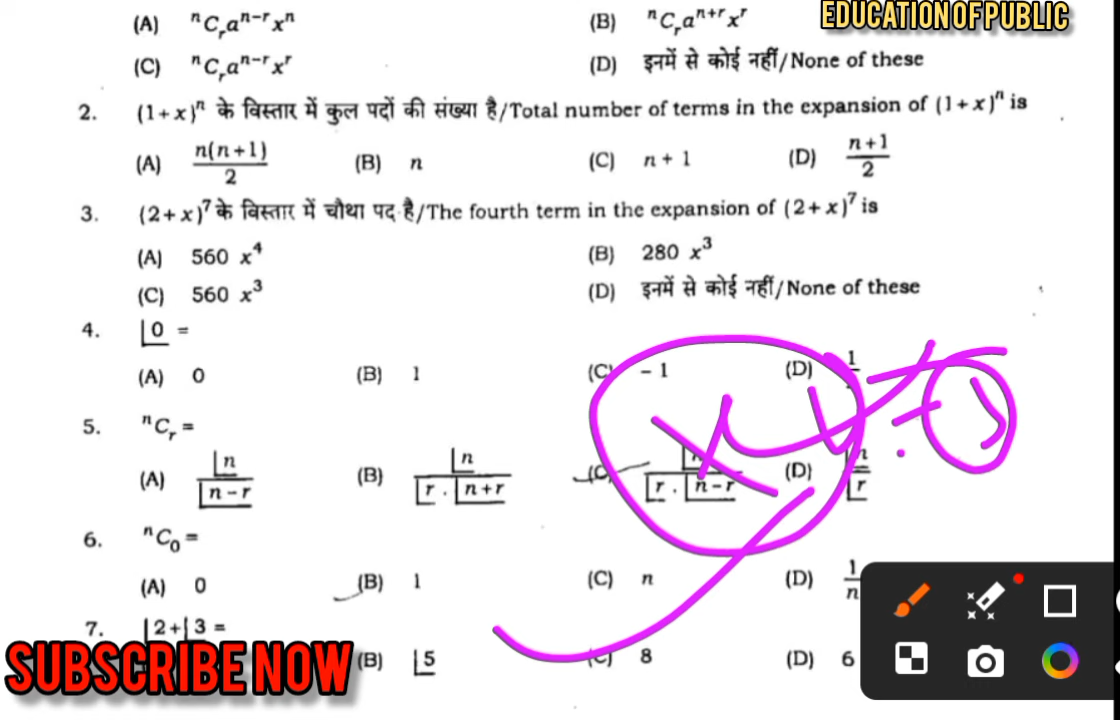 EDUCATION OF PUBLIC
(A) ⁿCᵣaⁿ⁻ʳxⁿ (B) ⁿCᵣaⁿ⁺ʳxʳ
(C) ⁿCᵣaⁿ⁻ʳxʳ (D) इनमें से कोई नहीं/None of these
2. (1+x)ⁿ के विस्तार में कुल पदों की संख्या है/Total number of terms in the expansion of (1+x)ⁿ is
(A) n(n+1)/2 (B) n (C) n + 1 (D) n+1/2
3. (2+x)⁷ के विस्तार में चौथा पद है/The fourth term in the expansion of (2+x)⁷ is
(A) 560 x⁴ (B) 280 x³
(C) 560 x³ (D) इनमें से कोई नहीं/None of these
4. |0 =
(A) 0 (B) 1 (C) - 1 (D) 1
5. ⁿCᵣ =
(A) |n/|n-r (B) |n/|r . |n+r (C) |n/|r . |n-r (D) |n/|r
6. ⁿC₀ =
(A) 0 (B) 1 (C) n (D) 1/n
7. |2+|3 =
(B) |5 (C) 8 (D) 6
SUBSCRIBE NOW